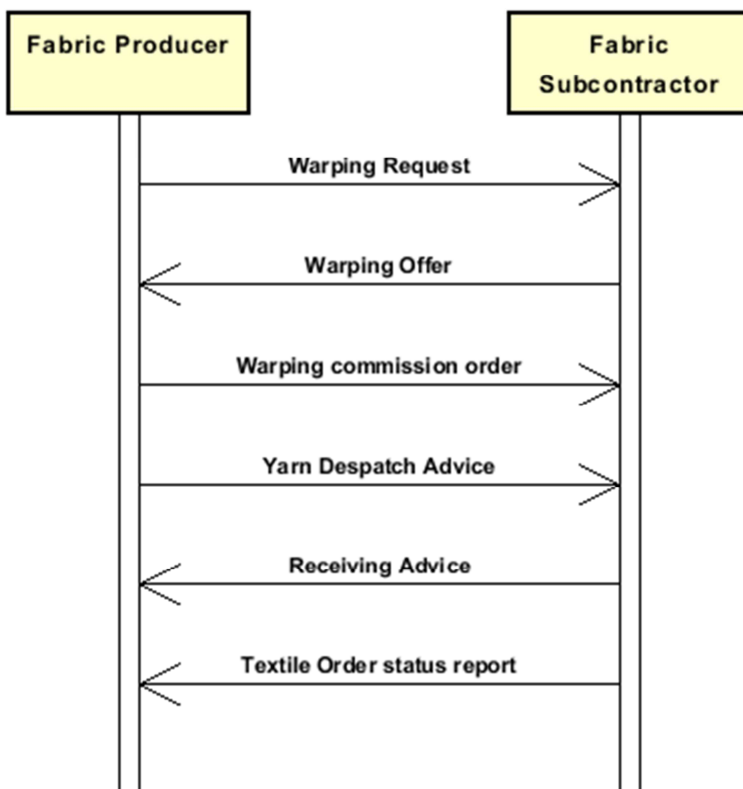 Fabric Producer
Fabric
Subcontractor
Warping Request
Warping Offer
Warping commission order
Yarn Despatch Advice
Receiving Advice
Textile Order status report